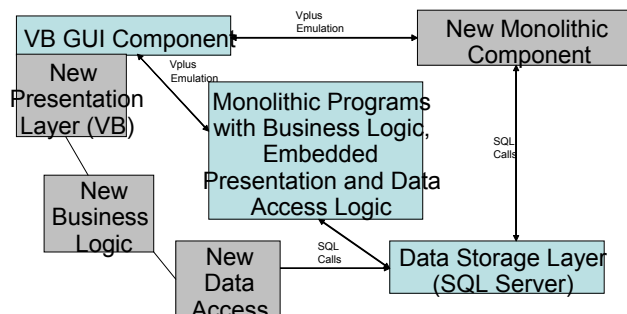 Vplus
Emulation
VB GUI Component
New Monolithic
Component
New
Presentation
Layer (VB)
Vplus
Emulation
Monolithic Programs
with Business Logic,
Embedded
Presentation and Data
Access Logic
SQL
Calls
New
Business
Logic
New
Data
Access
SQL
Calls
Data Storage Layer
(SQL Server)